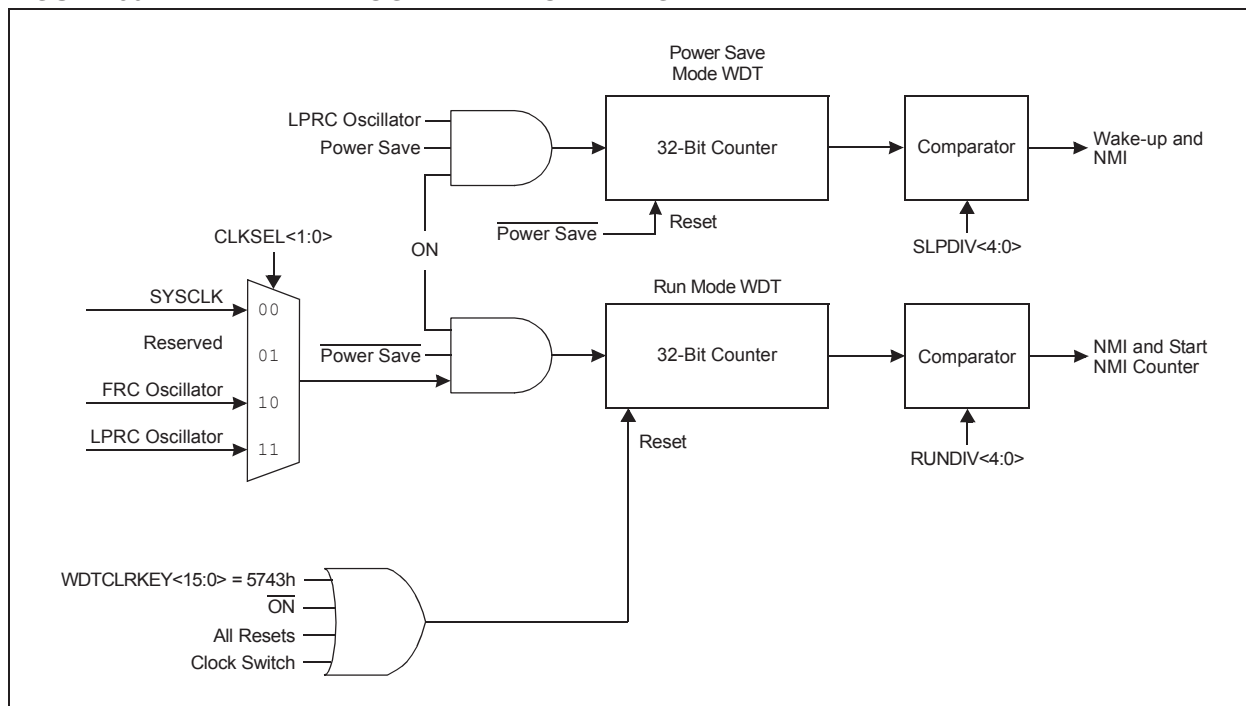 Power Save
Mode WDT
LPRC Oscillator
Power Save
32-Bit Counter
Comparator
Wake-up and
NMI
Power Save
Reset
SLPDIV<4:0>
CLKSEL<1:0>
ON
Run Mode WDT
SYSCLK
00
Reserved
01
Power Save
32-Bit Counter
Comparator
NMI and Start
NMI Counter
FRC Oscillator
10
LPRC Oscillator
11
Reset
RUNDIV<4:0>
WDTCLRKEY<15:0> = 5743h
ON
All Resets
Clock Switch